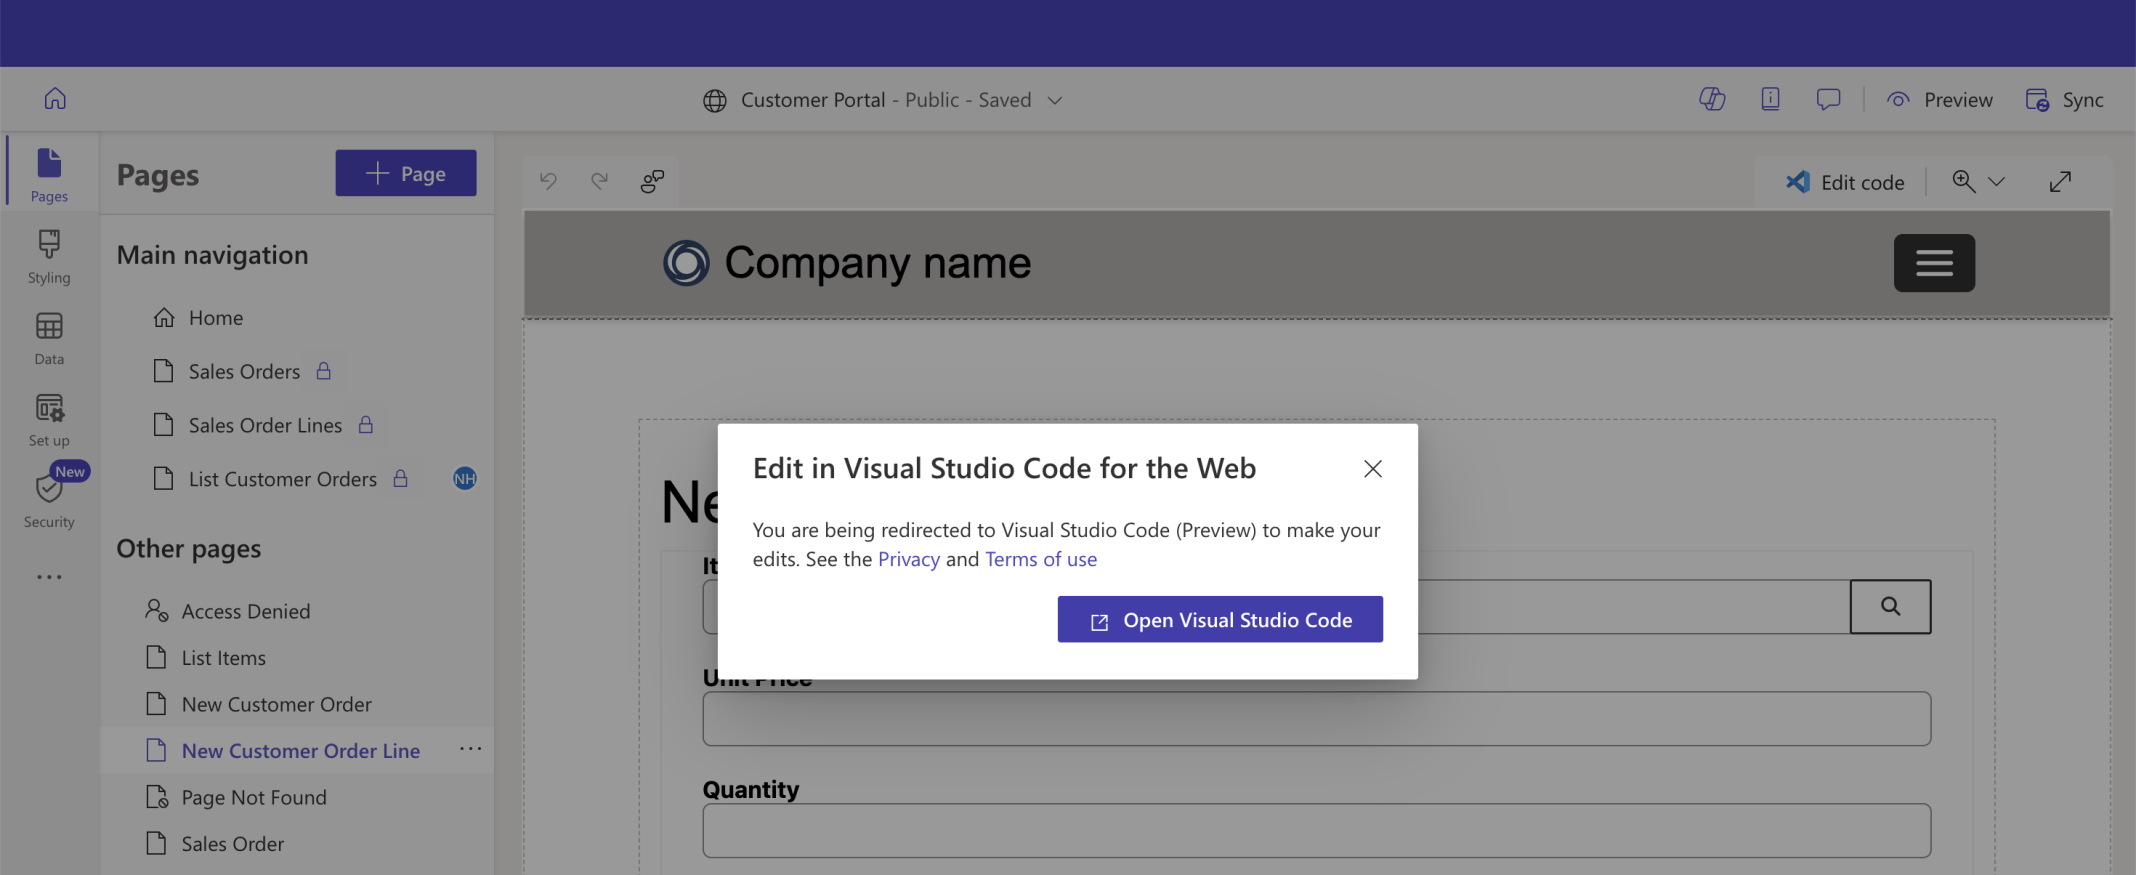 Customer Portal - Public - Saved
Preview
Sync
Pages
Styling
Data
Set up
New
Security
Pages
Page
Main navigation
Home
Sales Orders
Sales Order Lines
List Customer Orders
NH
Other pages
Access Denied
List Items
New Customer Order
New Customer Order Line
Page Not Found
Sales Order
Edit code
Company name
Edit in Visual Studio Code for the Web
You are being redirected to Visual Studio Code (Preview) to make your
edits. See the Privacy and Terms of use
Open Visual Studio Code
Unit Price
Quantity